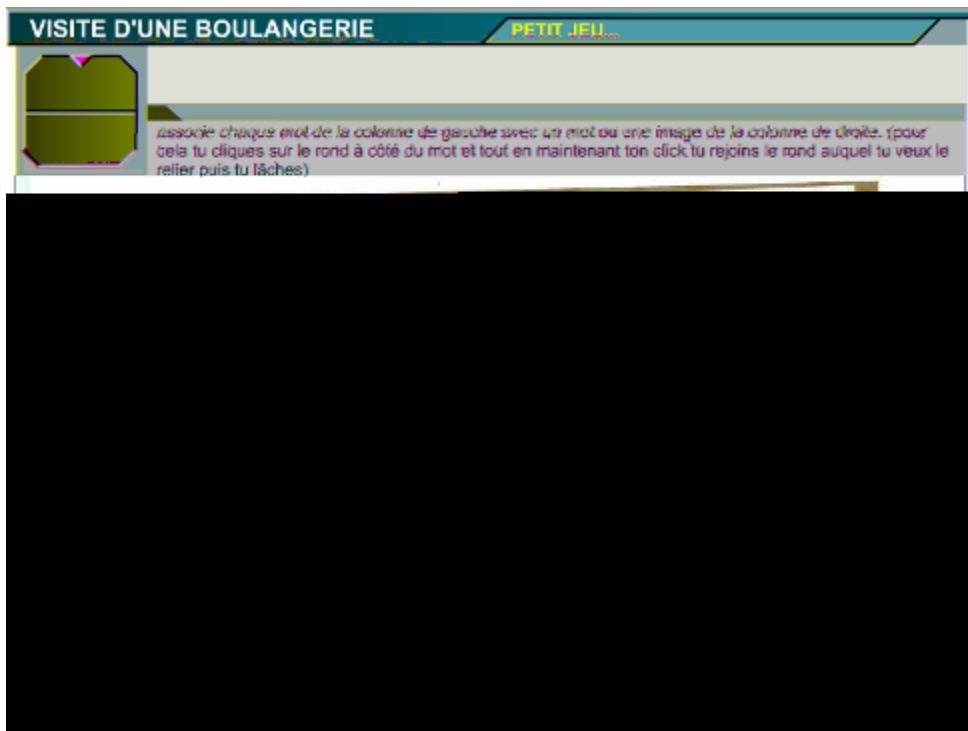 VISITE D'UNE BOULANGERIE
PETIT JEU...
associe chaque mot de la colonne de gauche avec un mot ou une image de la colonne de droite. (pour
cela tu cliques sur le rond à côté du mot et tout en maintenant ton click tu rejoins le rond auquel tu veux le
relier puis tu lâches)